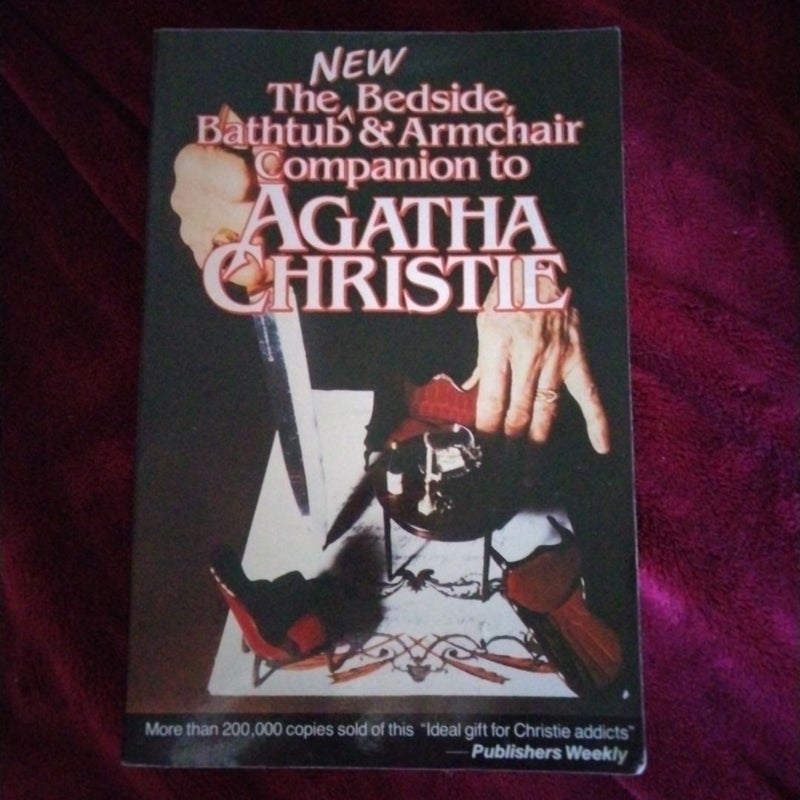 NEW
The ^ Bedside,
Bathtub & Armchair
Companion to
AGATHA
CHRISTIE
More than 200,000 copies sold of this "Ideal gift for Christie addicts"
—Publishers Weekly